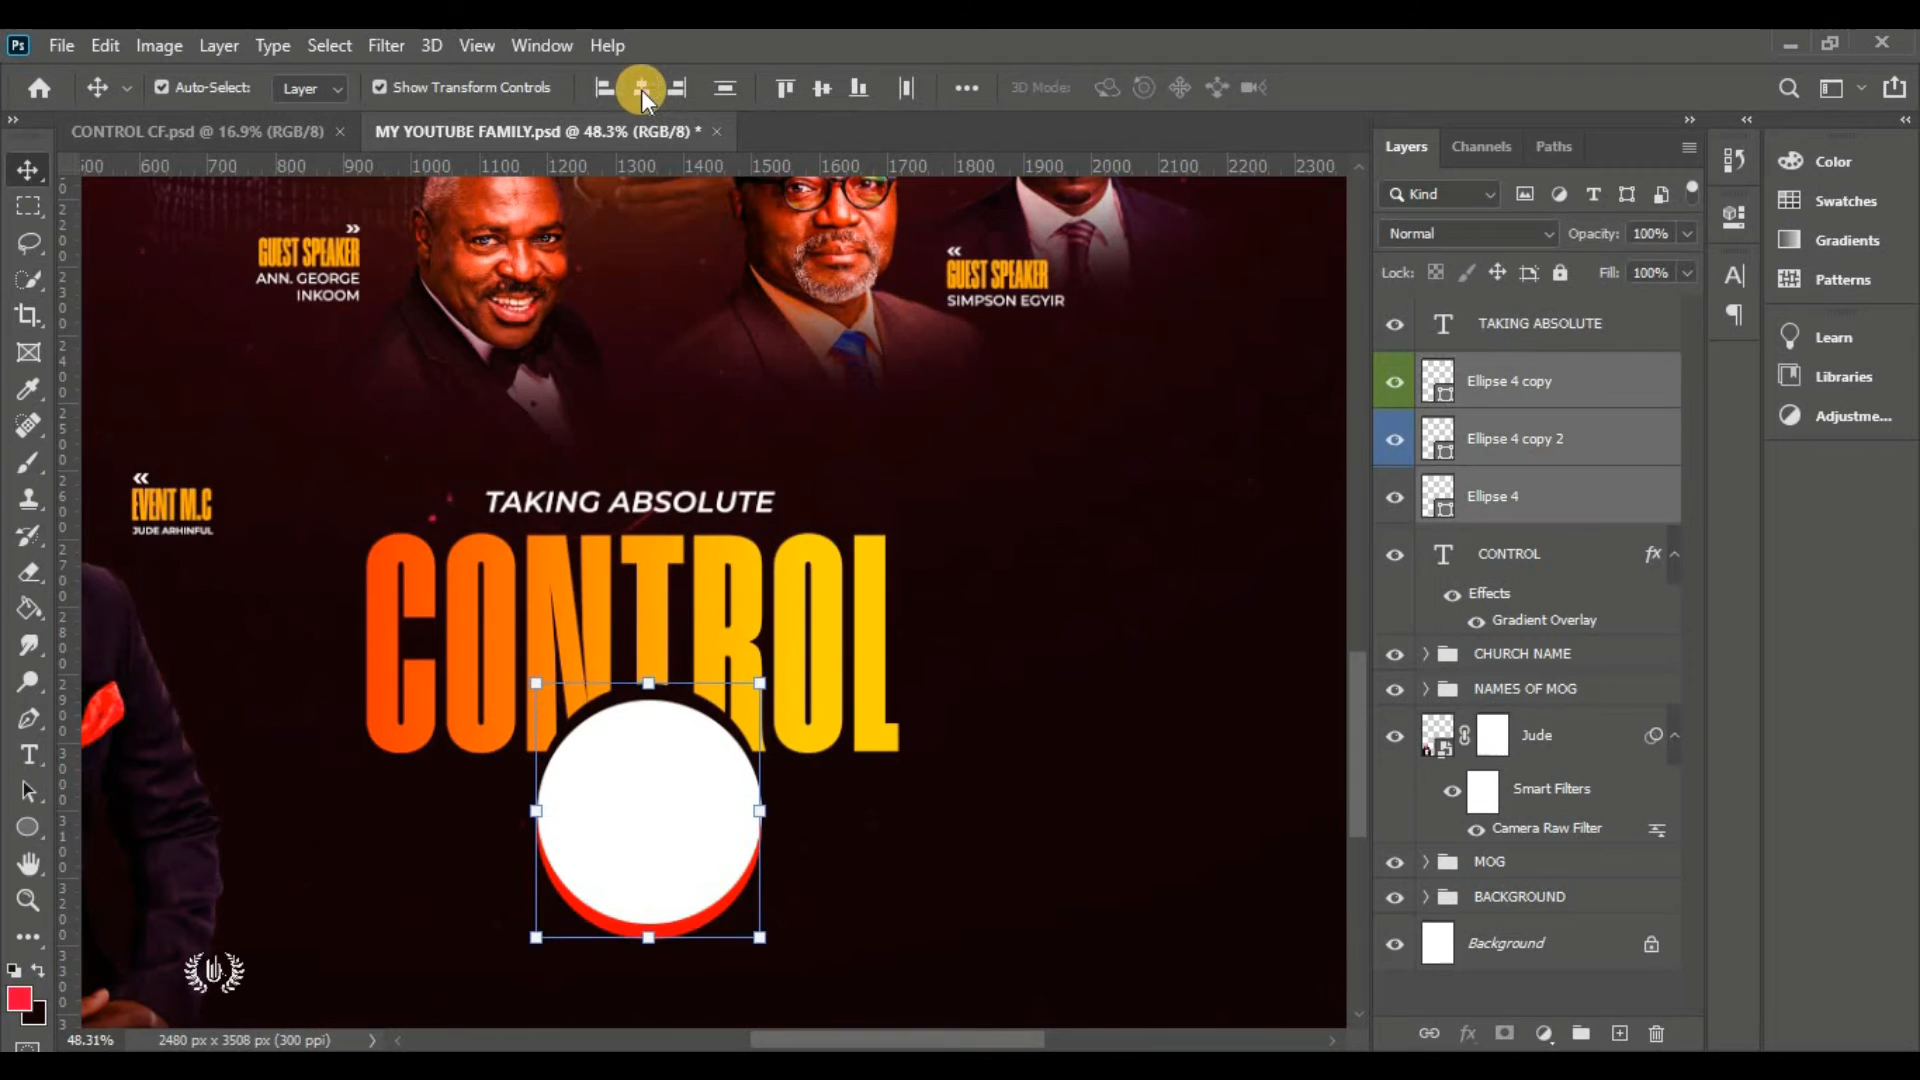 Ps File Edit Image Layer Type Select Filter 3D View Window Help
Auto-Select: Layer Show Transform Controls 3D Mode:
CONTROL CF.psd @ 16.9% (RGB/8) × MY YOUTUBE FAMILY.psd @ 48.3% (RGB/8) * ×
600 700 800 900 1000 1100 1200 1300 1400 1500 1600 1700 1800 1900 2000 2100 2200 2300
GUEST SPEAKER
ANN. GEORGE
INKOOM
GUEST SPEAKER
SIMPSON EGYIR
EVENT M.C
JUDE ARHINFUL
TAKING ABSOLUTE
CONTROL
48.31% 2480 px x 3508 px (300 ppi)
Layers Channels Paths
Kind
Normal Opacity: 100%
Lock: Fill: 100%
TAKING ABSOLUTE
Ellipse 4 copy
Ellipse 4 copy 2
Ellipse 4
CONTROL fx
Effects
Gradient Overlay
CHURCH NAME
NAMES OF MOG
Jude
Smart Filters
Camera Raw Filter
MOG
BACKGROUND
Background
fx
Color
Swatches
Gradients
Patterns
Learn
Libraries
Adjustme...